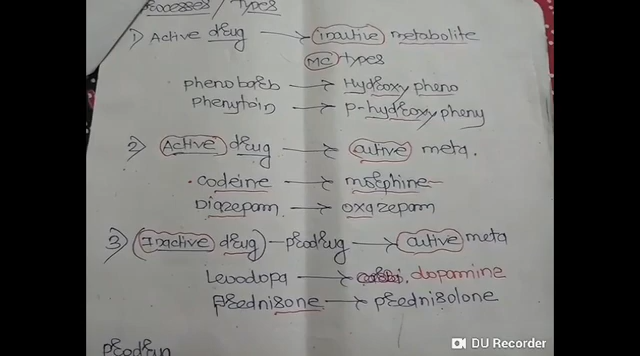 Processes / Types
1) Active drug → inactive metabolite
MC types
phenobarb → Hydroxy pheno
phenytoin → p-hydroxy pheny
2) Active drug → active meta.
codeine → morphine
Diazepam → oxazepam
3) Inactive drug - prodrug → active meta
Levodopa → dopamine
prednisone → prednisolone
DU Recorder